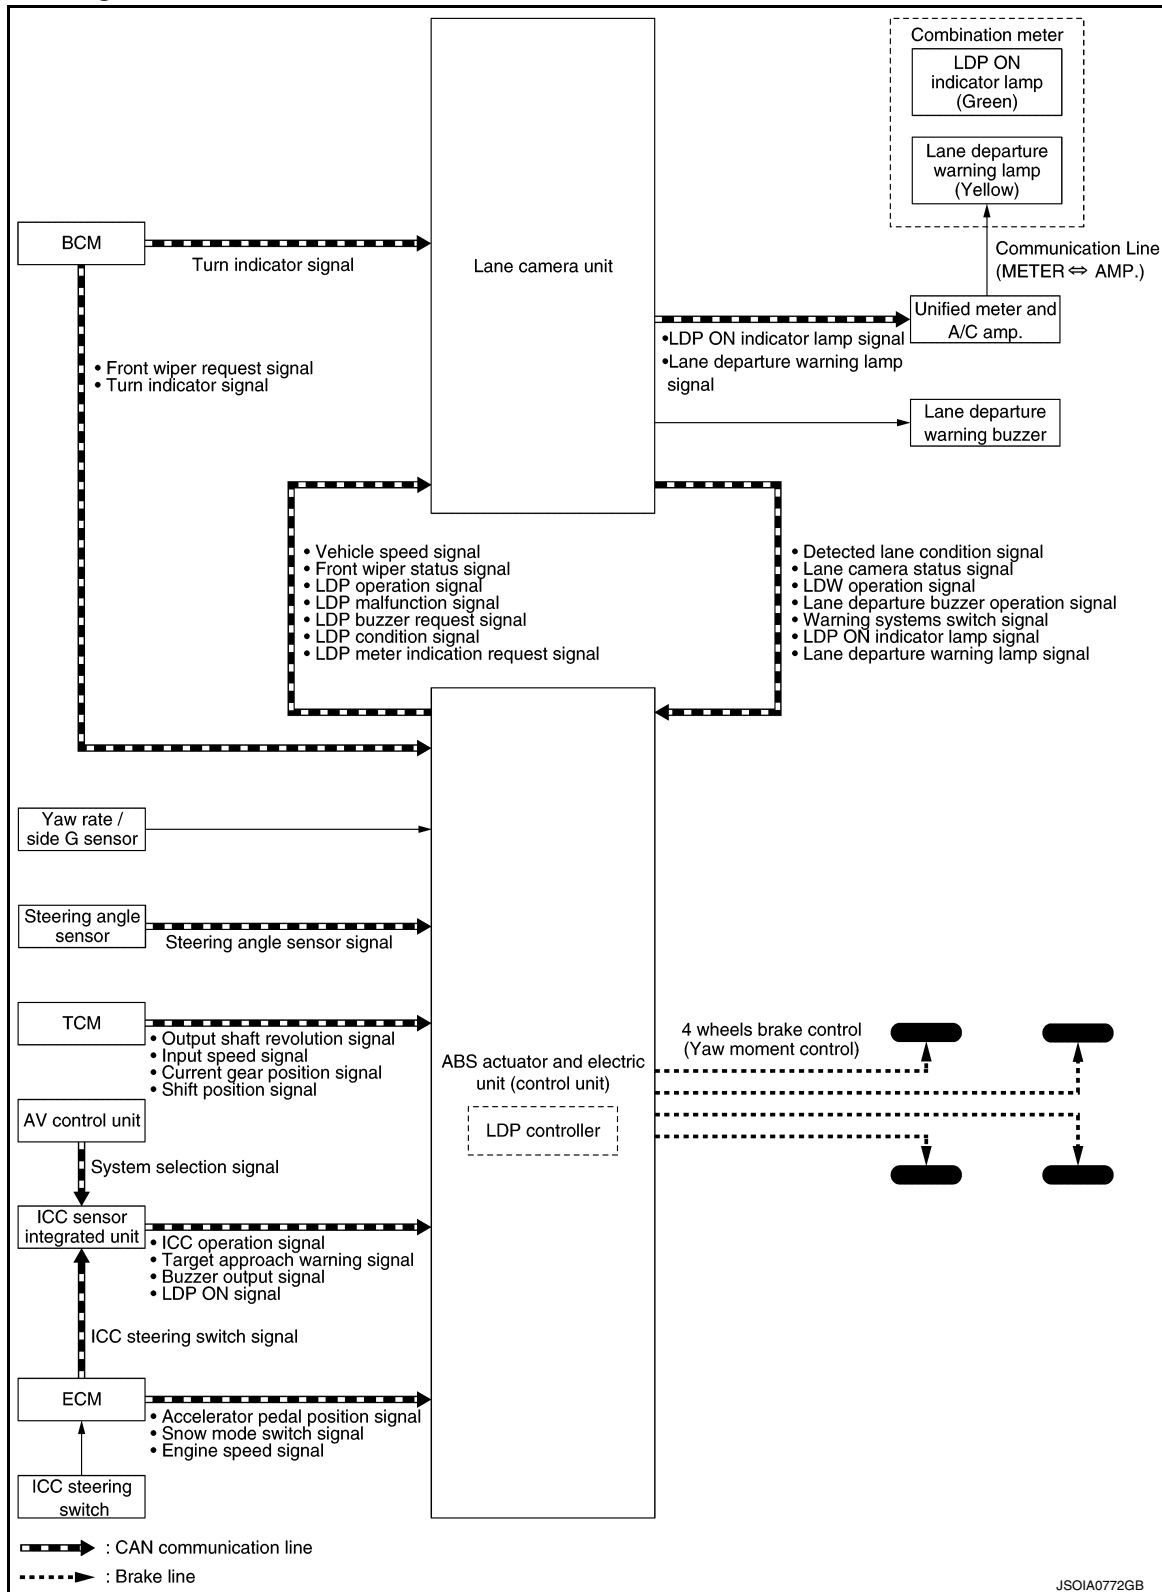 Combination meter
LDP ON
indicator lamp
(Green)
Lane departure
warning lamp
(Yellow)
BCM
Turn indicator signal
Lane camera unit
Communication Line
(METER ⇔ AMP.)
Unified meter and
A/C amp.
•LDP ON indicator lamp signal
•Lane departure warning lamp
signal
• Front wiper request signal
• Turn indicator signal
Lane departure
warning buzzer
• Vehicle speed signal
• Front wiper status signal
• LDP operation signal
• LDP malfunction signal
• LDP buzzer request signal
• LDP condition signal
• LDP meter indication request signal
• Detected lane condition signal
• Lane camera status signal
• LDW operation signal
• Lane departure buzzer operation signal
• Warning systems switch signal
• LDP ON indicator lamp signal
• Lane departure warning lamp signal
Yaw rate /
side G sensor
Steering angle
sensor
Steering angle sensor signal
TCM
• Output shaft revolution signal
• Input speed signal
• Current gear position signal
• Shift position signal
ABS actuator and electric
unit (control unit)
LDP controller
4 wheels brake control
(Yaw moment control)
AV control unit
System selection signal
ICC sensor
integrated unit
• ICC operation signal
• Target approach warning signal
• Buzzer output signal
• LDP ON signal
ICC steering switch signal
ECM
• Accelerator pedal position signal
• Snow mode switch signal
• Engine speed signal
ICC steering
switch
: CAN communication line
: Brake line
JSOIA0772GB